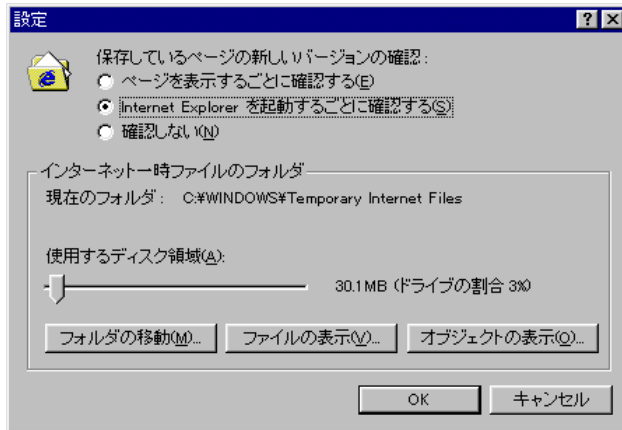 設定
保存しているページの新しいバージョンの確認:
ページを表示するごとに確認する(E)
Internet Explorer を起動するごとに確認する(S)
確認しない(N)
インターネット一時ファイルのフォルダ
現在のフォルダ: C:¥WINDOWS¥Temporary Internet Files
使用するディスク領域(A):
30.1MB (ドライブの割合 3%)
フォルダの移動(M)... ファイルの表示(V)... オブジェクトの表示(O)...
OK キャンセル